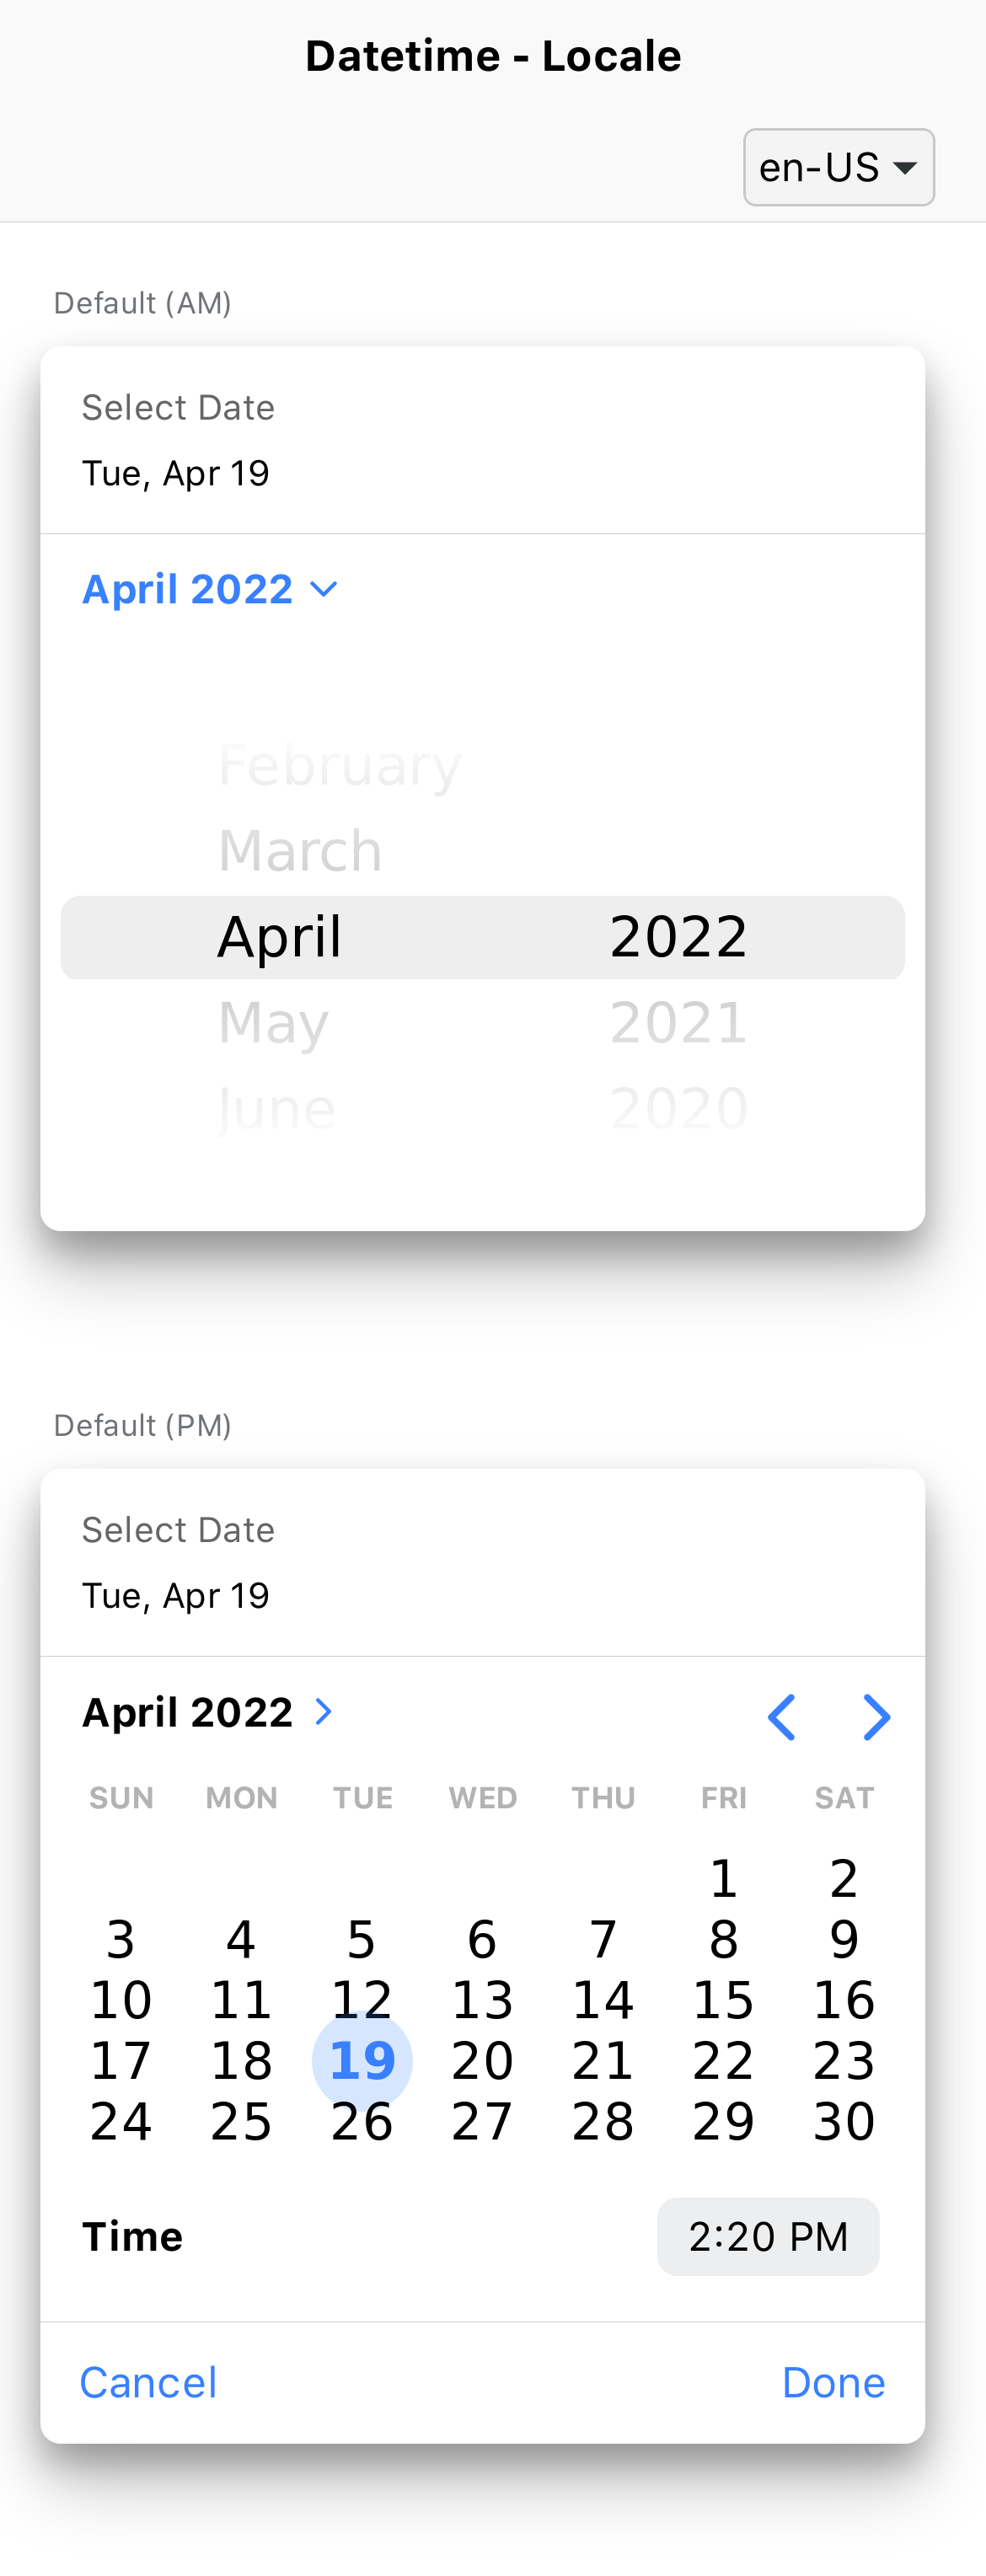 Datetime - Locale
en-US
Default (AM)
Select Date
Tue, Apr 19
April 2022
February
March
April 2022
May 2021
June 2020
Default (PM)
Select Date
Tue, Apr 19
April 2022
SUN MON TUE WED THU FRI SAT
1 2
3 4 5 6 7 8 9
10 11 12 13 14 15 16
17 18 19 20 21 22 23
24 25 26 27 28 29 30
Time 2:20 PM
Cancel Done